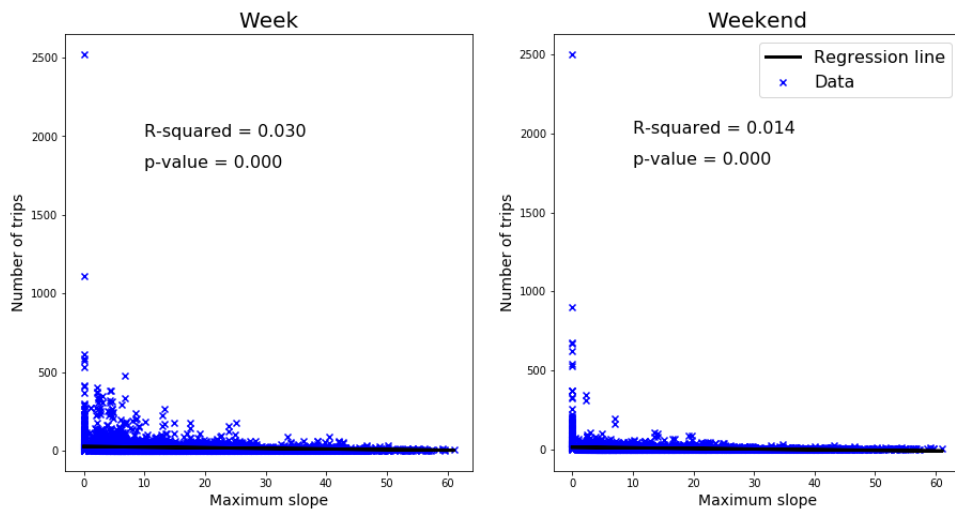 Week
Number of trips
2500
2000
1500
1000
500
0
R-squared = 0.030
p-value = 0.000
0 10 20 30 40 50 60
Maximum slope
Weekend
Number of trips
2500
2000
1500
1000
500
0
Regression line
Data
R-squared = 0.014
p-value = 0.000
0 10 20 30 40 50 60
Maximum slope